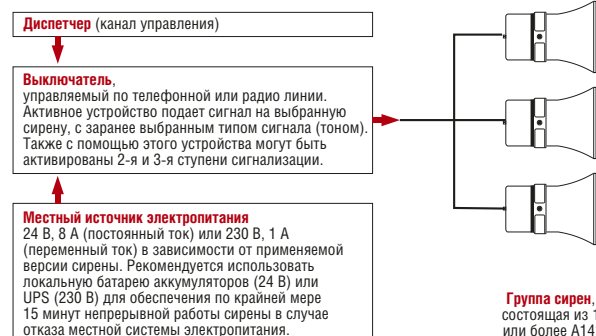 Диспетчер (канал управления)
Выключатель,
управляемый по телефонной или радио линии.
Активное устройство подает сигнал на выбранную
сирену, с заранее выбранным типом сигнала (тоном).
Также с помощью этого устройства могут быть
активированы 2-я и 3-я ступени сигнализации.
Местный источник электропитания
24 В, 8 А (постоянный ток) или 230 В, 1 А
(переменный ток) в зависимости от применяемой
версии сирены. Рекомендуется использовать
локальную батарею аккумуляторов (24 В) или
UPS (230 В) для обеспечения по крайней мере
15 минут непрерывной работы сирены в случае
отказа местной системы электропитания.
Группа сирен,
состоящая из 1
или более А14